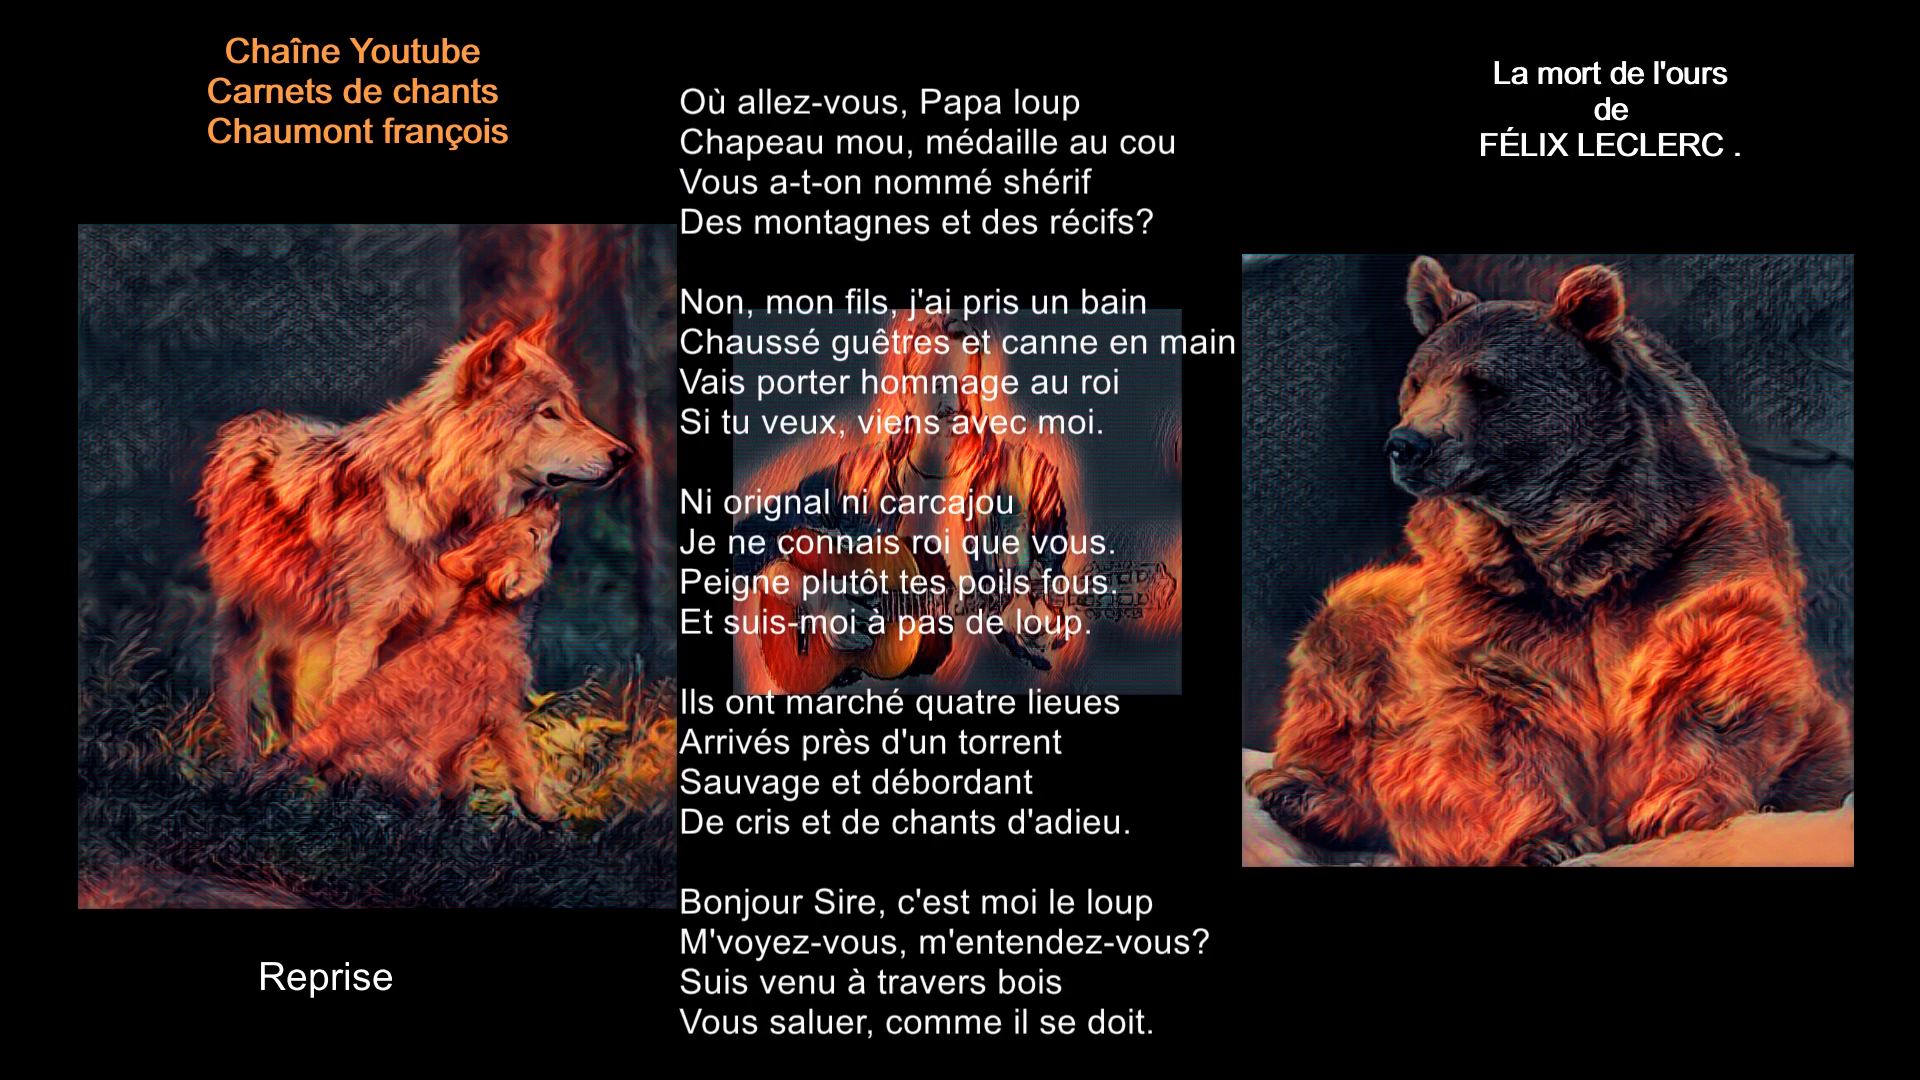 Chaîne Youtube
Carnets de chants
Chaumont françois
La mort de l'ours
de
FÉLIX LECLERC .
Où allez-vous, Papa loup
Chapeau mou, médaille au cou
Vous a-t-on nommé shérif
Des montagnes et des récifs?
Non, mon fils, j'ai pris un bain
Chaussé guêtres et canne en main
Vais porter hommage au roi
Si tu veux, viens avec moi.
Ni orignal ni carcajou
Je ne connais roi que vous.
Peigne plutôt tes poils fous.
Et suis-moi à pas de loup.
Ils ont marché quatre lieues
Arrivés près d'un torrent
Sauvage et débordant
De cris et de chants d'adieu.
Bonjour Sire, c'est moi le loup
M'voyez-vous, m'entendez-vous?
Suis venu à travers bois
Vous saluer, comme il se doit.
Reprise